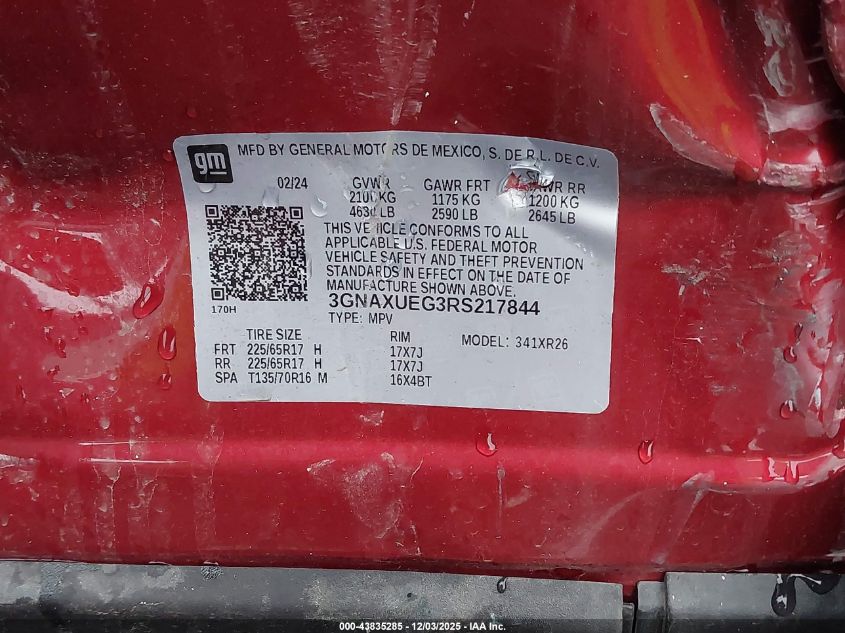 gm
MFD BY GENERAL MOTORS DE MEXICO, S. DE R.L. DE C.V.
02/24 GVWR GAWR FRT GAWR RR
2100 KG 1175 KG 1200 KG
4630 LB 2590 LB 2645 LB
THIS VEHICLE CONFORMS TO ALL
APPLICABLE U.S. FEDERAL MOTOR
VEHICLE SAFETY AND THEFT PREVENTION
STANDARDS IN EFFECT ON THE DATE OF
MANUFACTURE SHOWN ABOVE.
170H
3GNAXUEG3RS217844
TYPE: MPV
TIRE SIZE RIM MODEL: 341XR26
FRT 225/65R17 H 17X7J
RR 225/65R17 H 17X7J
SPA T135/70R16 M 16X4BT
000-43835285 - 12/03/2025 - IAA Inc.